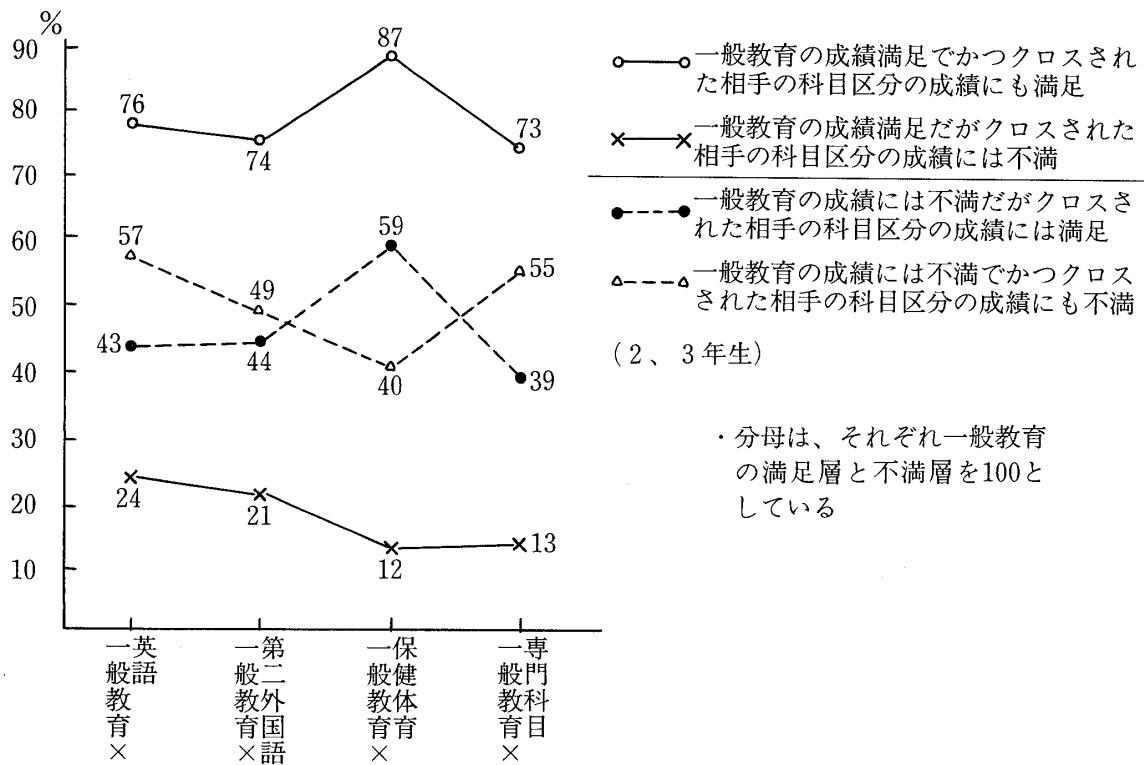 %
90
80
70
60
50
40
30
20
10
76
74
87
73
57
49
40
55
43
44
59
39
24
21
12
13
一般教育×英語
一般教育×第二外国語
一般教育×保健体育
一般教育×専門科目
一般教育の成績満足でかつクロスされ
た相手の科目区分の成績にも満足
一般教育の成績満足だがクロスされた
相手の科目区分の成績には不満
一般教育の成績には不満だがクロスさ
れた相手の科目区分の成績には満足
一般教育の成績には不満でかつクロス
された相手の科目区分の成績にも不満
(2、3年生)
・分母は、それぞれ一般教育
の満足層と不満層を100と
している